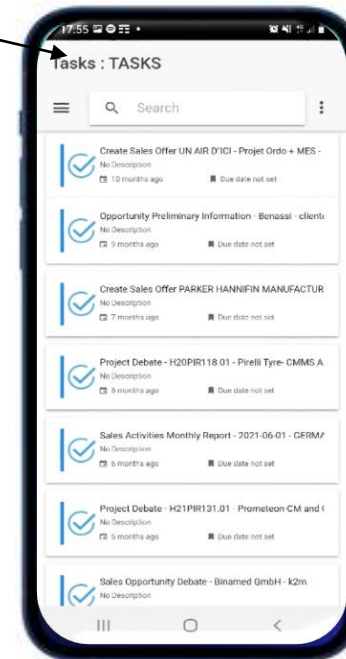 17:55
Tasks : TASKS
Search
Create Sales Offer UN AIR D'ICI - Projet Ordo + MES -
No Description
10 months ago Due date not set
Opportunity Preliminary Information - Benassi - cliente
No Description
9 months ago Due date not set
Create Sales Offer PARKER HANNIFIN MANUFACTUR
No Description
7 months ago Due date not set
Project Debate - H20PIR118.01 - Pirelli Tyre- CMMS A
No Description
6 months ago Due date not set
Sales Activities Monthly Report - 2021-06-01 - GERMA
No Description
6 months ago Due date not set
Project Debate - H21PIR131.01 - Prometeon CM and
No Description
5 months ago Due date not set
Sales Opportunity Debate - Binamed GmbH - k2m
No Description